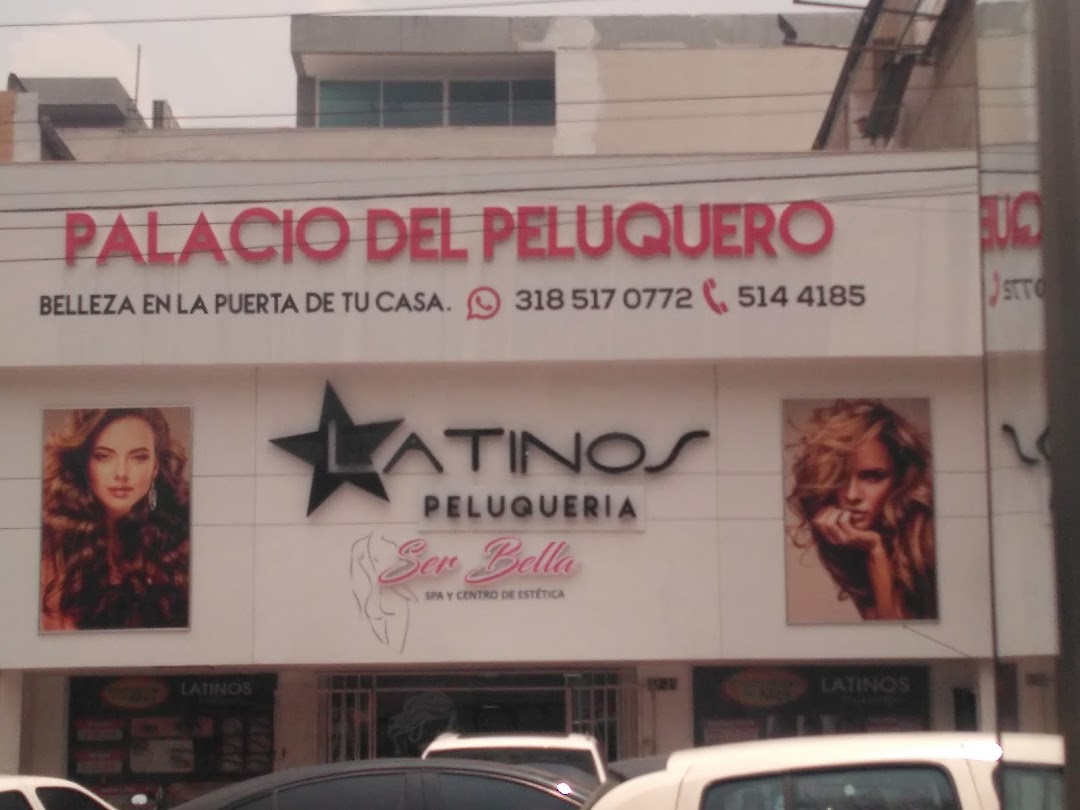 PALACIO DEL PELUQUERO
BELLEZA EN LA PUERTA DE TU CASA. 318 517 0772 514 4185
LATINOS
PELUQUERIA
Ser Bella
SPA Y CENTRO DE ESTÉTICA
LATINOS
LATINOS